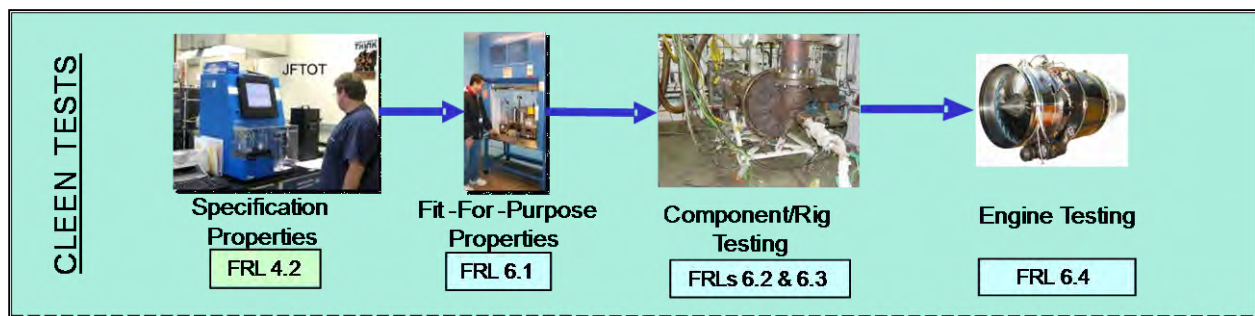 CLEEN TESTS
THINK
JFTOT
Specification
Properties
FRL 4.2
Fit -For -Purpose
Properties
FRL 6.1
Component/Rig
Testing
FRLs 6.2 & 6.3
Engine Testing
FRL 6.4